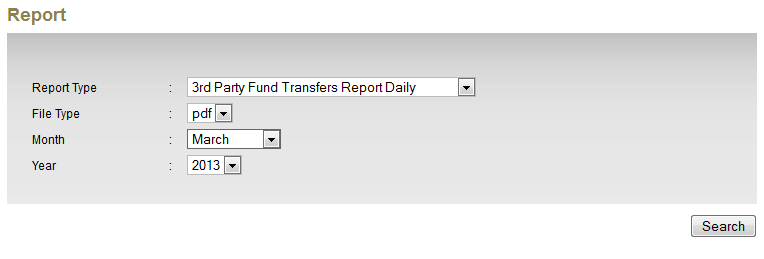 Report
Report Type : 3rd Party Fund Transfers Report Daily
File Type : pdf
Month : March
Year : 2013
Search